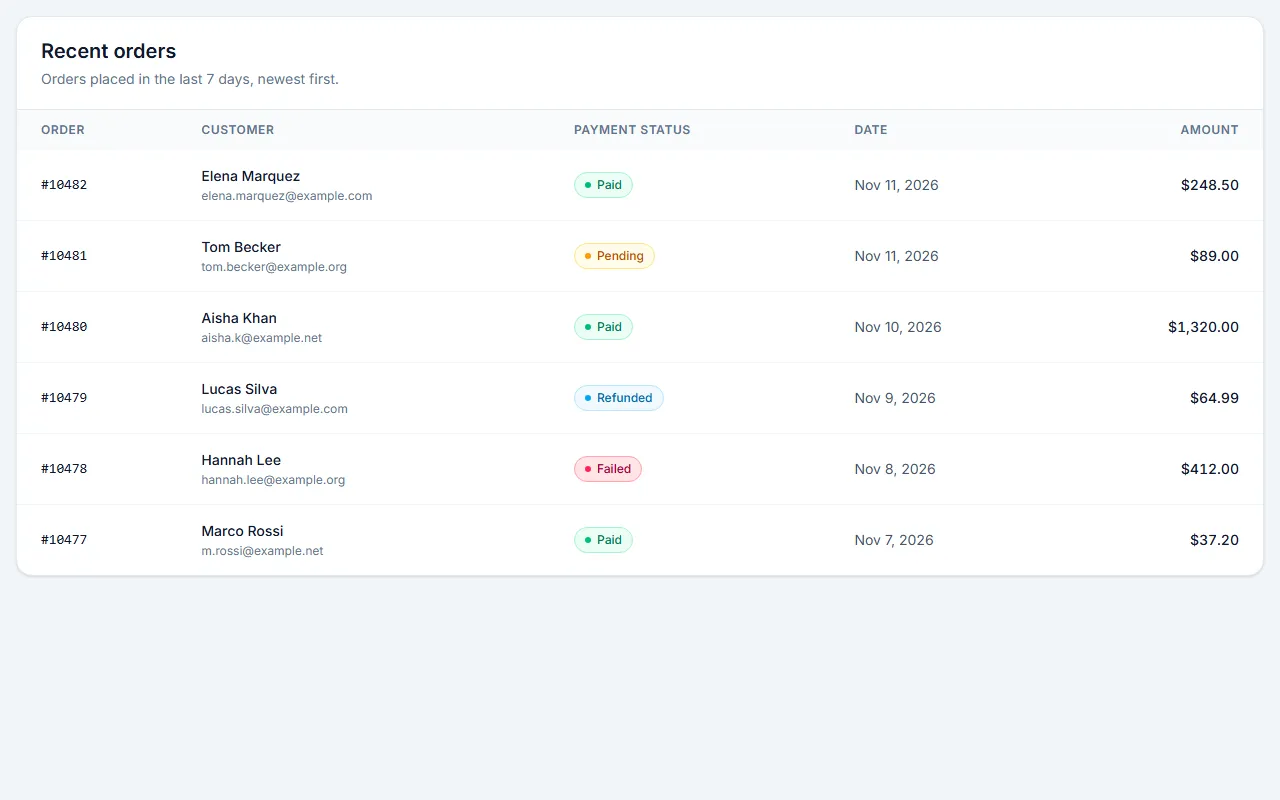 Recent orders
Orders placed in the last 7 days, newest first.
ORDER CUSTOMER PAYMENT STATUS DATE AMOUNT
#10482 Elena Marquez Paid Nov 11, 2026 $248.50
elena.marquez@example.com
#10481 Tom Becker Pending Nov 11, 2026 $89.00
tom.becker@example.org
#10480 Aisha Khan Paid Nov 10, 2026 $1,320.00
aisha.k@example.net
#10479 Lucas Silva Refunded Nov 9, 2026 $64.99
lucas.silva@example.com
#10478 Hannah Lee Failed Nov 8, 2026 $412.00
hannah.lee@example.org
#10477 Marco Rossi Paid Nov 7, 2026 $37.20
m.rossi@example.net